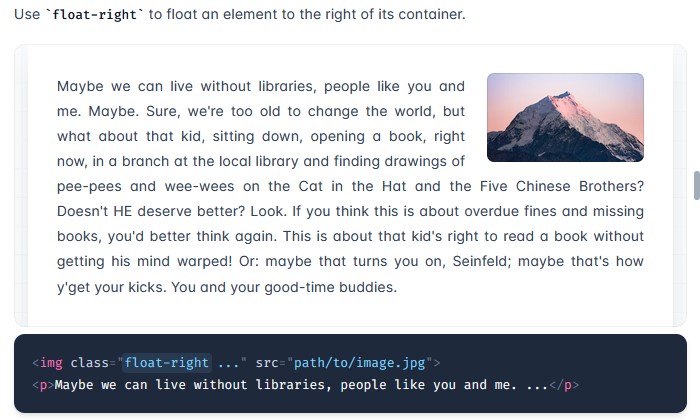 Use `float-right` to float an element to the right of its container.
Maybe we can live without libraries, people like you and
me. Maybe. Sure, we're too old to change the world, but
what about that kid, sitting down, opening a book, right
now, in a branch at the local library and finding drawings of
pee-pees and wee-wees on the Cat in the Hat and the Five Chinese Brothers?
Doesn't HE deserve better? Look. If you think this is about overdue fines and missing
books, you'd better think again. This is about that kid's right to read a book without
getting his mind warped! Or: maybe that turns you on, Seinfeld; maybe that's how
y'get your kicks. You and your good-time buddies.
<img class="float-right ..." src="path/to/image.jpg">
<p>Maybe we can live without libraries, people like you and me. ...</p>